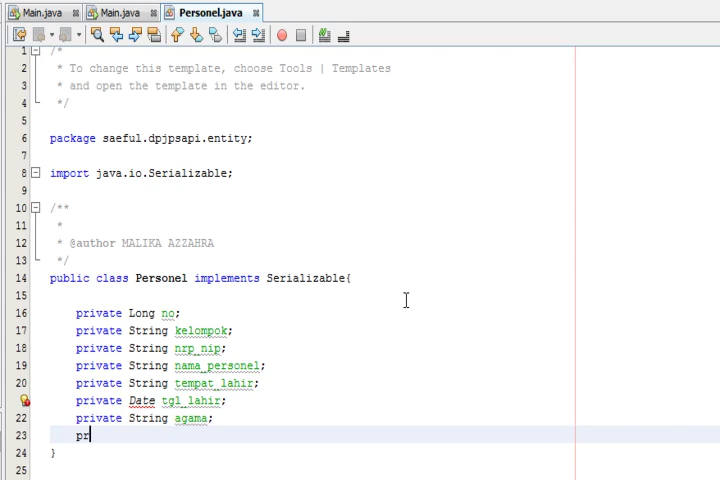 Main.java Main.java Personel.java
1 /*
2 * To change this template, choose Tools | Templates
3 * and open the template in the editor.
4 */
5
6 package saeful.dpjpsapi.entity;
7
8 import java.io.Serializable;
9
10 /**
11 *
12 * @author MALIKA AZZAHRA
13 */
14 public class Personel implements Serializable{
15
16 private Long no;
17 private String kelompok;
18 private String nrp_nip;
19 private String nama_personel;
20 private String tempat_lahir;
private Date tgl_lahir;
22 private String agama;
23 pr
24 }
25